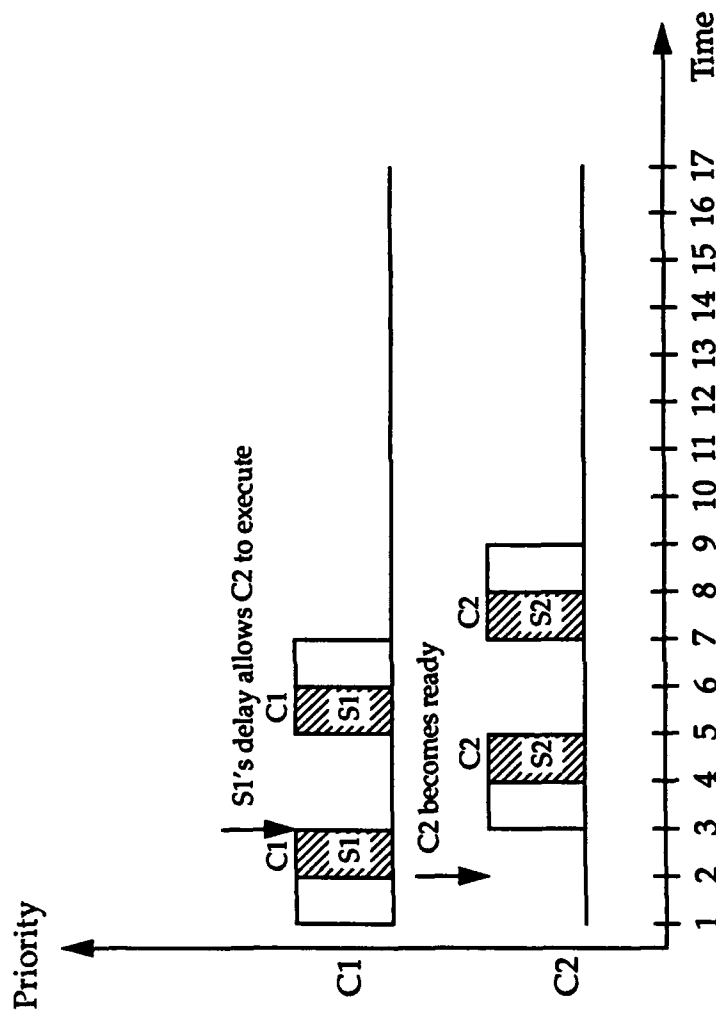 Priority
S1's delay allows C2 to execute
C1
C1
C1
S1
S1
C2 becomes ready
C2
C2
C2
S2
S2
1 2 3 4 5 6 7 8 9 10 11 12 13 14 15 16 17 Time